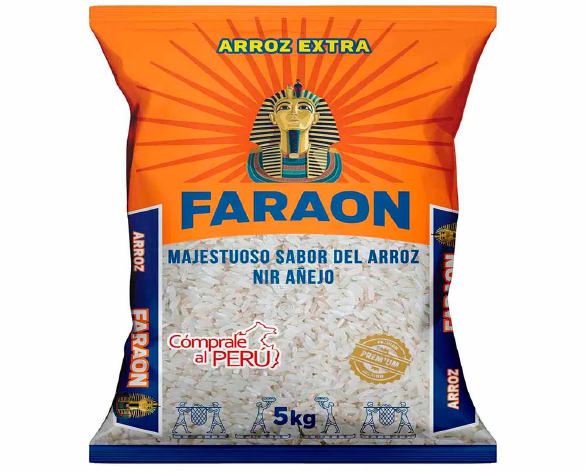 ARROZ EXTRA
FARAON
MAJESTUOSO SABOR DEL ARROZ
NIR AÑEJO
ARROZ
FARAON
Cómprale
al PERÚ
PREMIUM
5kg
FARAON
ARROZ